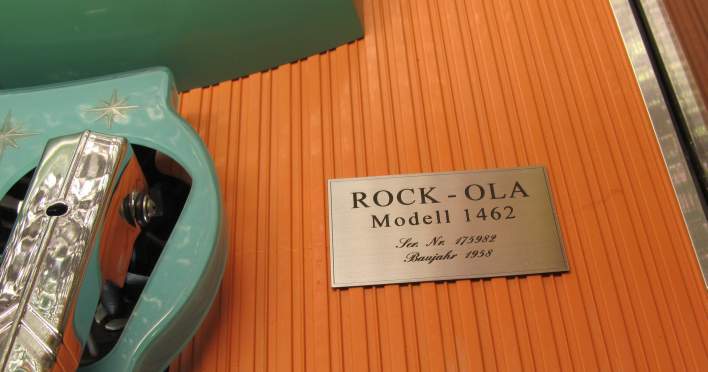 ROCK - OLA
Modell 1462
Ser. Nr. 175982
Baujahr 1958